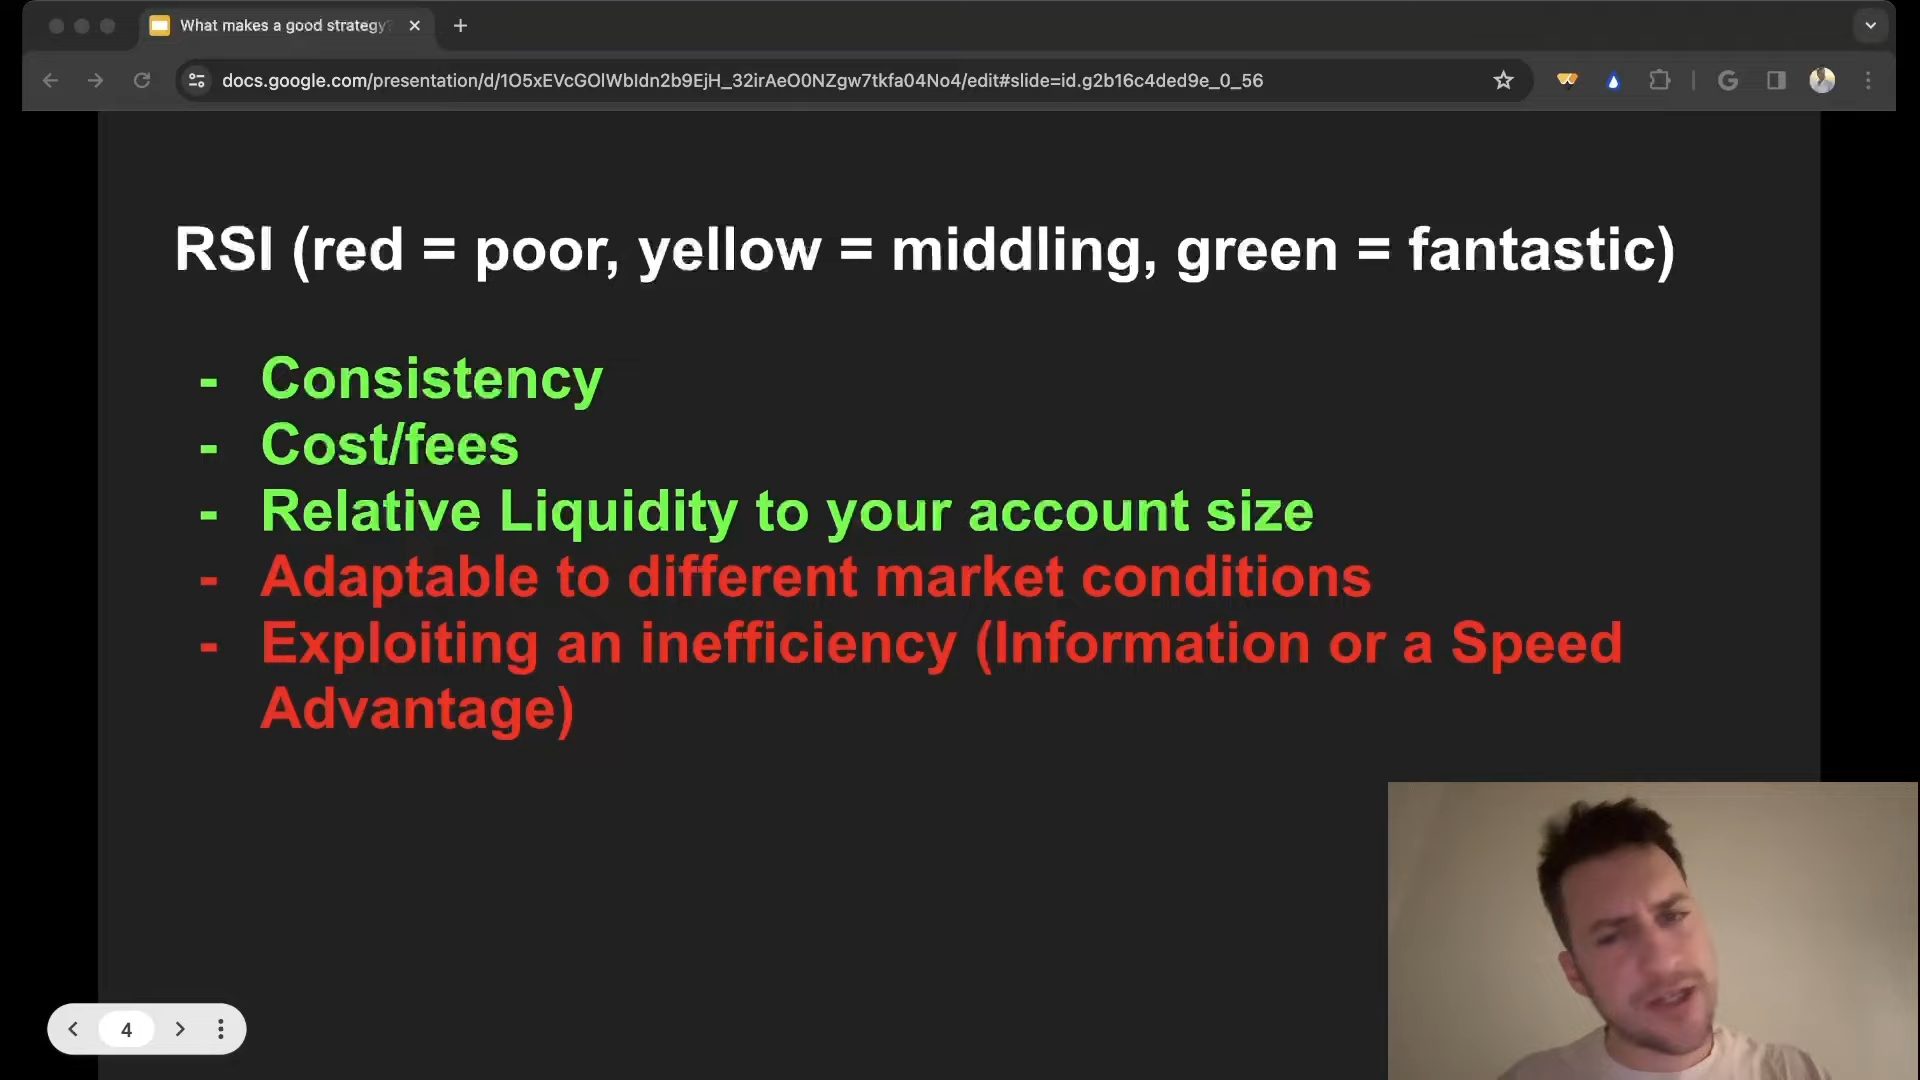 What makes a good strategy
docs.google.com/presentation/d/1O5xEVcGOlWbIdn2b9EjH_32irAeO0NZgw7tkfa04No4/edit#slide=id.g2b16c4ded9e_0_56
RSI (red = poor, yellow = middling, green = fantastic)
- Consistency
- Cost/fees
- Relative Liquidity to your account size
- Adaptable to different market conditions
- Exploiting an inefficiency (Information or a Speed
Advantage)
4